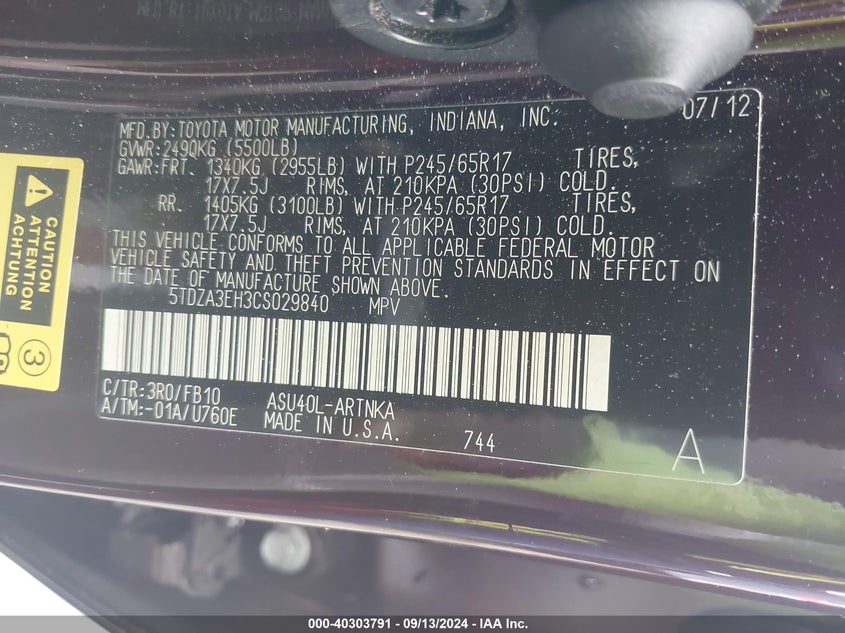 07/12
MFD.BY:TOYOTA MOTOR MANUFACTURING, INDIANA, INC.
GVWR:2490KG (5500LB)
GAWR:FRT. 1340KG (2955LB) WITH P245/65R17 TIRES,
17X7.5J RIMS, AT 210KPA (30PSI) COLD.
RR. 1405KG (3100LB) WITH P245/65R17 TIRES,
17X7.5J RIMS, AT 210KPA (30PSI) COLD.
THIS VEHICLE CONFORMS TO ALL APPLICABLE FEDERAL MOTOR
VEHICLE SAFETY AND THEFT PREVENTION STANDARDS IN EFFECT ON
THE DATE OF MANUFACTURE SHOWN ABOVE.
5TDZA3EH3CS029840 MPV
C/TR:3R0/FB10 ASU40L-ARTNKA
A/TM:-01A/U760E MADE IN U.S.A. 744
A
CAUTION
ATTENTION
ACHTUNG
3
000-40303791 - 09/13/2024 - IAA Inc.